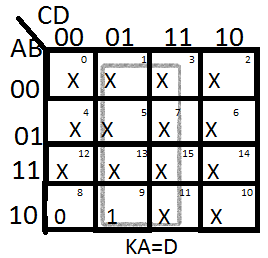 CD
AB 00 01 11 10
00 0 X 1 X 3 X 2 X
01 4 X 5 X 7 X 6 X
11 12 X 13 X 15 X 14 X
10 8 0 9 1 11 X 10 X
KA=D